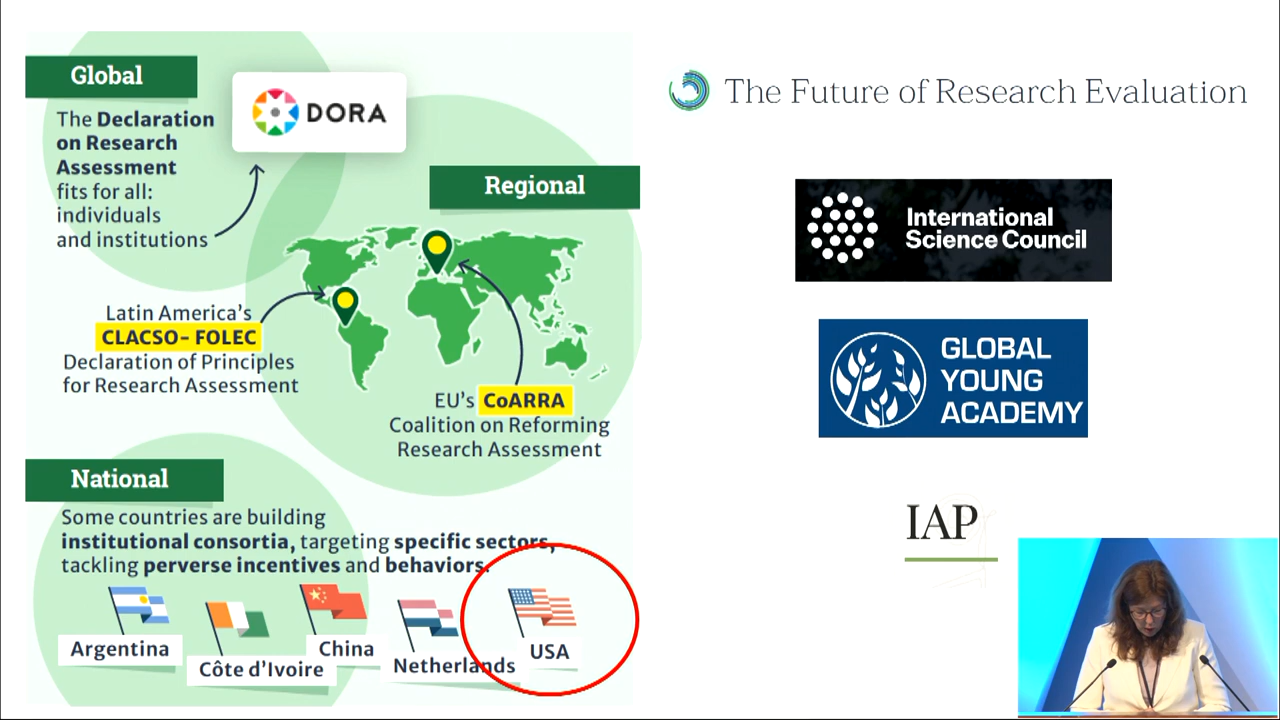 Global
DORA
The Declaration
on Research
Assessment
fits for all:
individuals
and institutions
Regional
Latin America's
CLACSO- FOLEC
Declaration of Principles
for Research Assessment
EU's CoARRA
Coalition on Reforming
Research Assessment
National
Some countries are building
institutional consortia, targeting specific sectors,
tackling perverse incentives and behaviors.
Argentina
Côte d'Ivoire
China
Netherlands
USA
The Future of Research Evaluation
International
Science Council
GLOBAL
YOUNG
ACADEMY
IAP